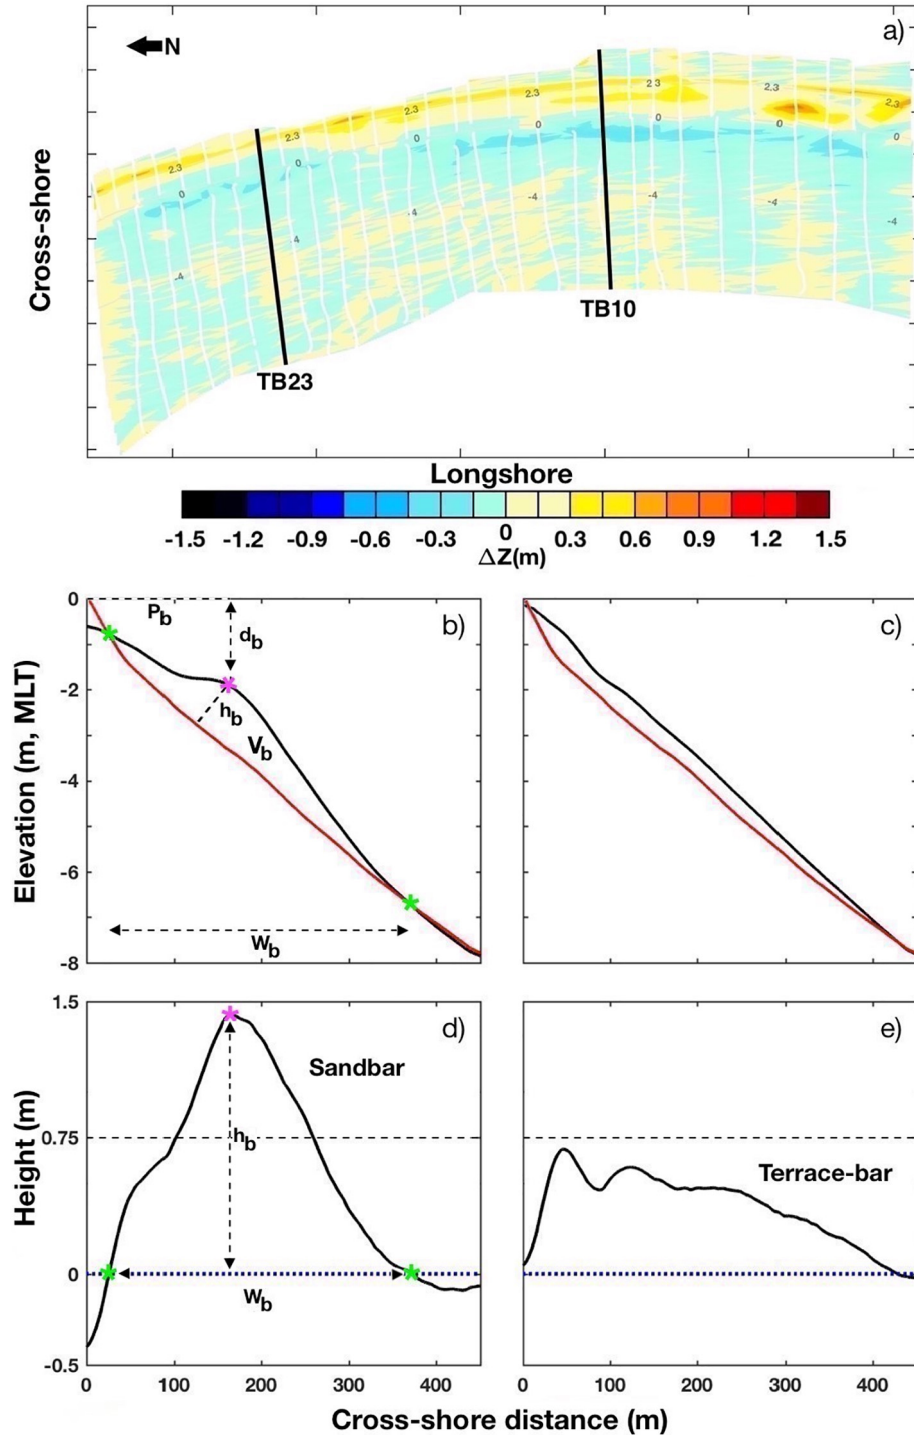 a)
N
2.3 2.3 2.3 2.3 2.3 2.3 2.3
0 0 0 0 0 0 0
-4 -4 -4 -4 -4 -4 -4
Cross-shore
TB10
TB23
Longshore
-1.5 -1.2 -0.9 -0.6 -0.3 0 0.3 0.6 0.9 1.2 1.5
ΔZ(m)
0 -2 -4 -6 -8
Elevation (m, MLT)
b)
Pb
db
hb
Vb
Wb
c)
1.5 0.75 0 -0.5
Height (m)
d)
Sandbar
hb
Wb
0 100 200 300 400
e)
Terrace-bar
0 100 200 300 400
Cross-shore distance (m)